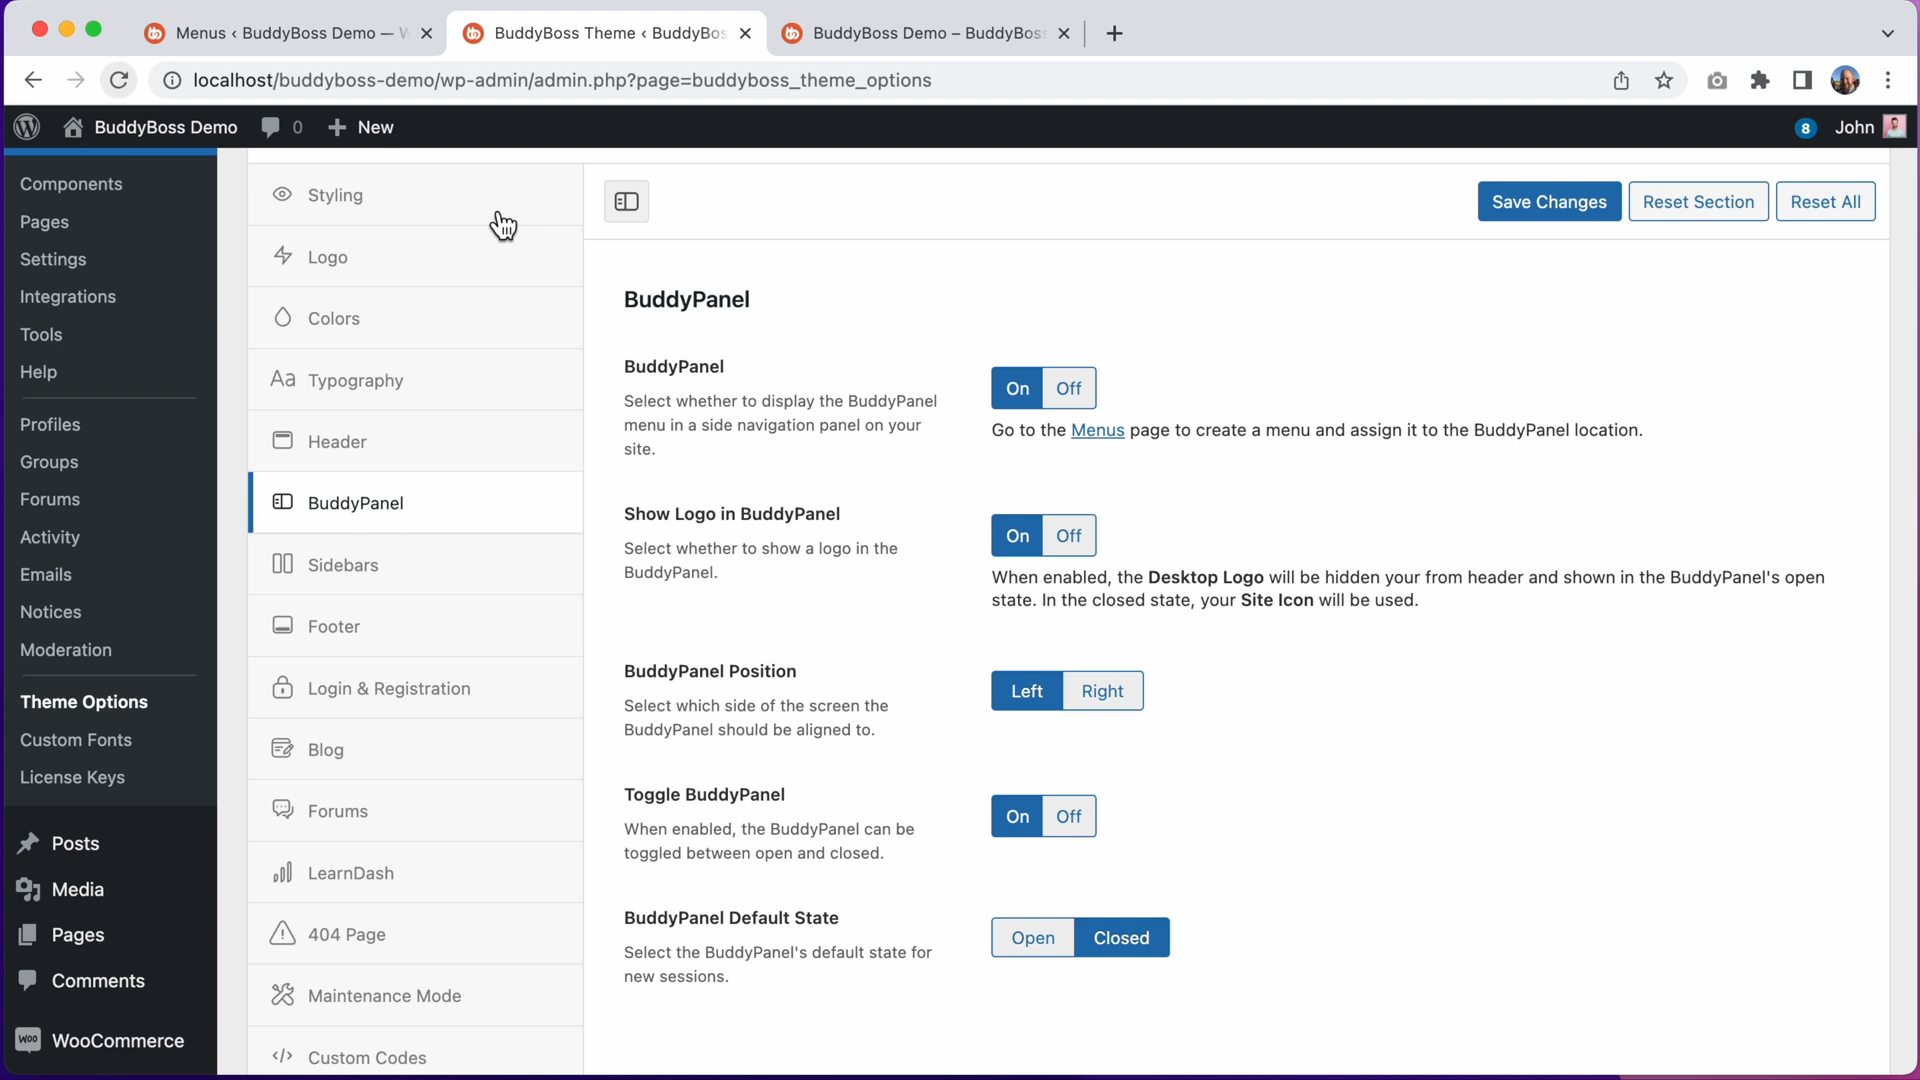 Menus ‹ BuddyBoss Demo — W
BuddyBoss Theme ‹ BuddyBos
BuddyBoss Demo – BuddyBoss
localhost/buddyboss-demo/wp-admin/admin.php?page=buddyboss_theme_options
BuddyBoss Demo
0
New
8
John
Components
Pages
Settings
Integrations
Tools
Help
Profiles
Groups
Forums
Activity
Emails
Notices
Moderation
Theme Options
Custom Fonts
License Keys
Posts
Media
Pages
Comments
Woo
WooCommerce
Styling
Logo
Colors
Aa Typography
Header
BuddyPanel
Sidebars
Footer
Login & Registration
Blog
Forums
LearnDash
404 Page
Maintenance Mode
Custom Codes
Save Changes
Reset Section
Reset All
BuddyPanel
BuddyPanel
Select whether to display the BuddyPanel
menu in a side navigation panel on your
site.
On Off
Go to the Menus page to create a menu and assign it to the BuddyPanel location.
Show Logo in BuddyPanel
Select whether to show a logo in the
BuddyPanel.
On Off
When enabled, the Desktop Logo will be hidden your from header and shown in the BuddyPanel's open
state. In the closed state, your Site Icon will be used.
BuddyPanel Position
Select which side of the screen the
BuddyPanel should be aligned to.
Left Right
Toggle BuddyPanel
When enabled, the BuddyPanel can be
toggled between open and closed.
On Off
BuddyPanel Default State
Select the BuddyPanel's default state for
new sessions.
Open Closed